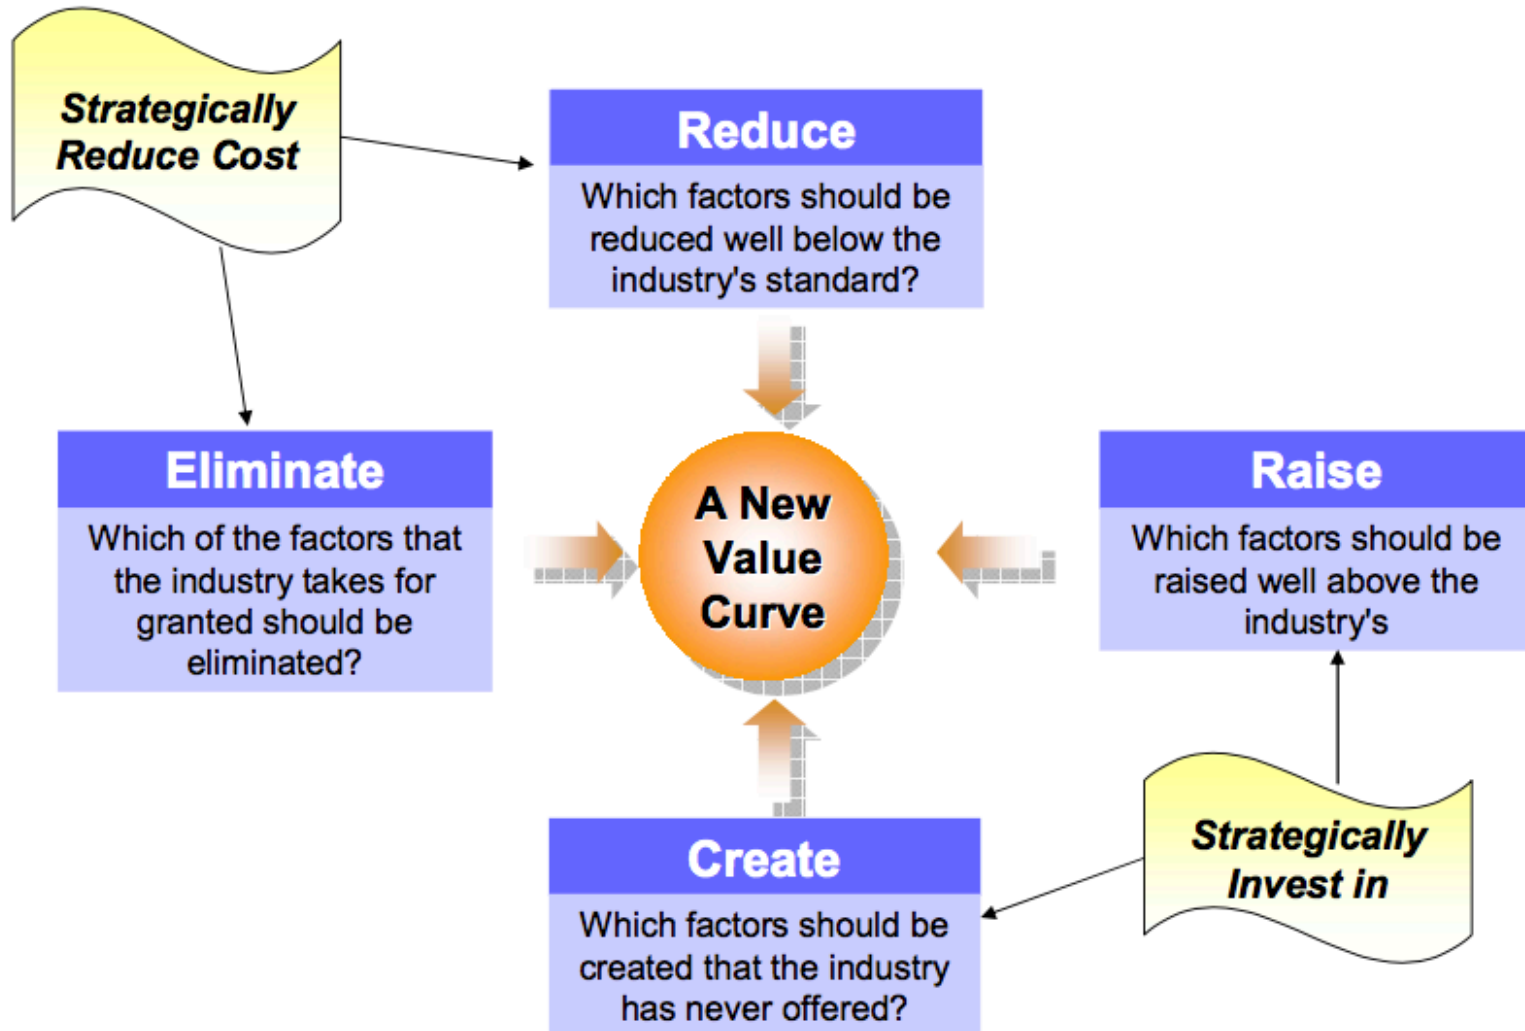 Strategically
Reduce Cost
Reduce
Which factors should be
reduced well below the
industry's standard?
Eliminate
Which of the factors that
the industry takes for
granted should be
eliminated?
A New
Value
Curve
Raise
Which factors should be
raised well above the
industry's
Create
Which factors should be
created that the industry
has never offered?
Strategically
Invest in